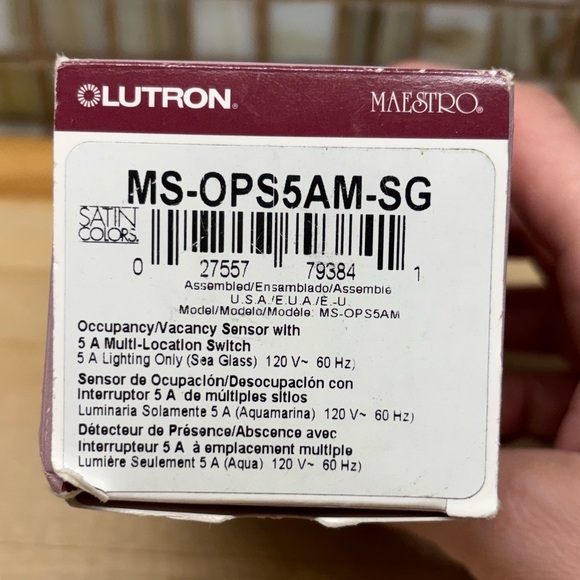 LUTRON®
MAESTRO®
MS-OPS5AM-SG
SATIN
COLORS
0 27557 79384 1
Assembled/Ensamblado/Assemble
U.S.A./E.U.A./É.-U.
Model/Modelo/Modèle: MS-OPS5AM
Occupancy/Vacancy Sensor with
5 A Multi-Location Switch
5 A Lighting Only (Sea Glass) 120 V~ 60 Hz)
Sensor de Ocupación/Desocupación con
Interruptor 5 A de múltiples sitios
Luminaria Solamente 5 A (Aquamarina) 120 V~ 60 Hz)
Détecteur de Présence/Abscence avec
Interrupteur 5 A à emplacement multiple
Lumière Seulement 5 A (Aqua) 120 V~ 60 Hz)